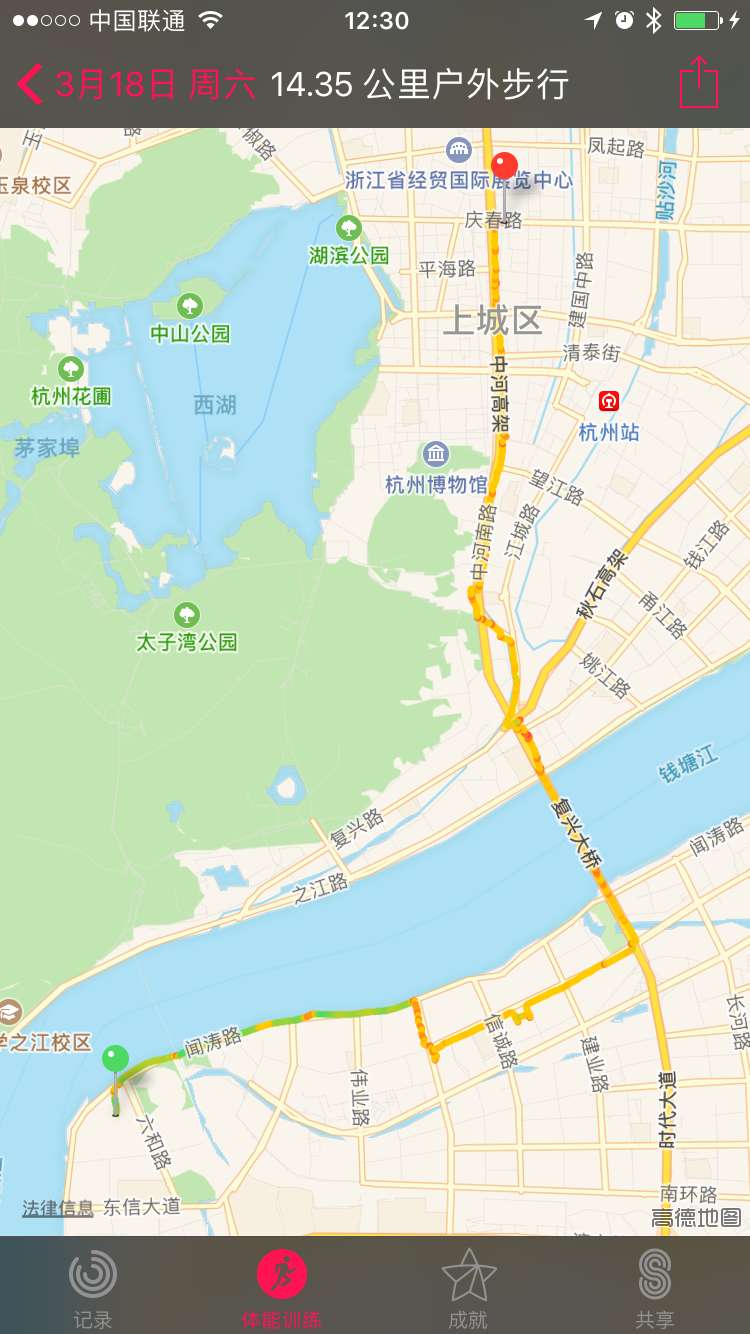 中国联通
12:30
3月18日 周六
14.35 公里户外步行
凤起路
浙江省经贸国际展览中心
玉泉校区
贴沙河
庆春路
湖滨公园
平海路
建国中路
上城区
中山公园
清泰街
中河高架
杭州花圃
西湖
杭州站
茅家埠
杭州博物馆
望江路
中河南路
江城路
钱江路
秋石高架
甬江路
太子湾公园
姚江路
钱塘江
复兴路
复兴大桥
闻涛路
之江路
学之江校区
闻涛路
信诚路
长河路
建业路
伟业路
时代大道
六和路
南环路
法律信息
东信大道
高德地图
记录
体能训练
成就
共享